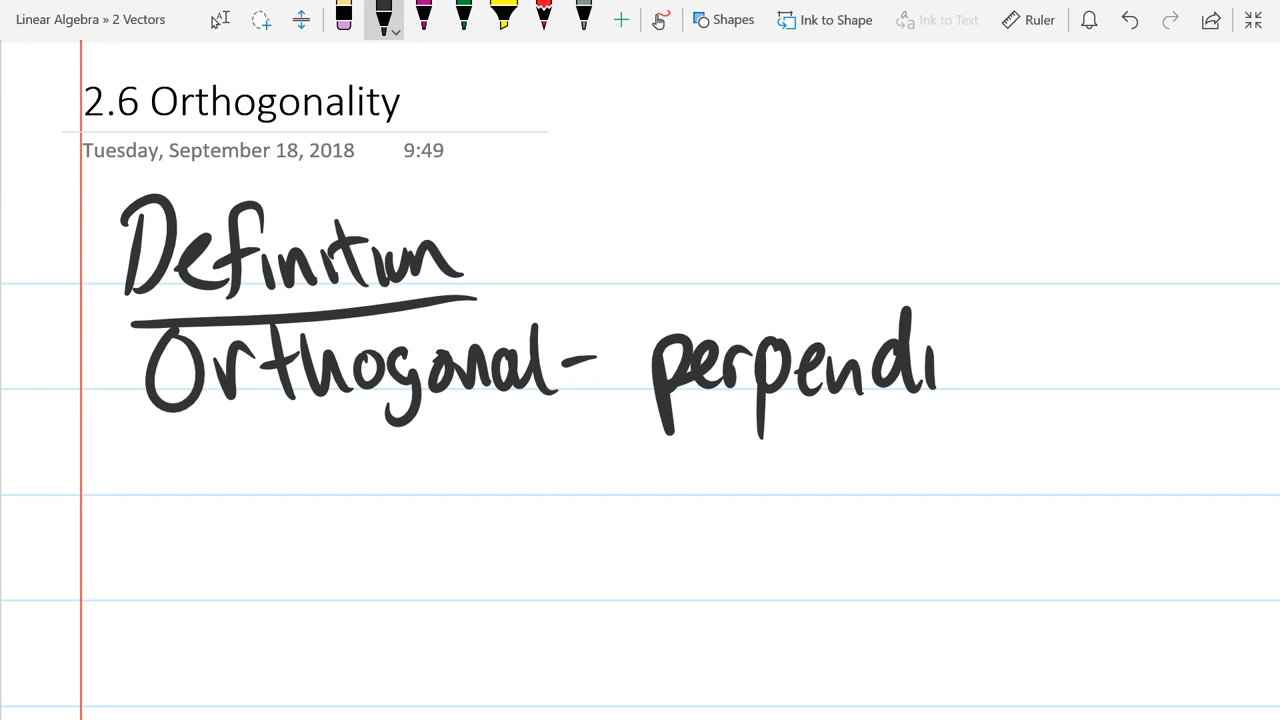 Linear Algebra » 2 Vectors Shapes Ink to Shape Ink to Text Ruler
2.6 Orthogonality
Tuesday, September 18, 2018 9:49
Definition
Orthogonal- perpendi